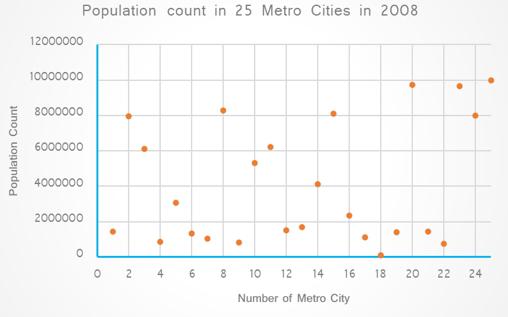 Population count in 25 Metro Cities in 2008
12000000
10000000
8000000
6000000
4000000
2000000
0
0 2 4 6 8 10 12 14 16 18 20 22 24
Population Count
Number of Metro City